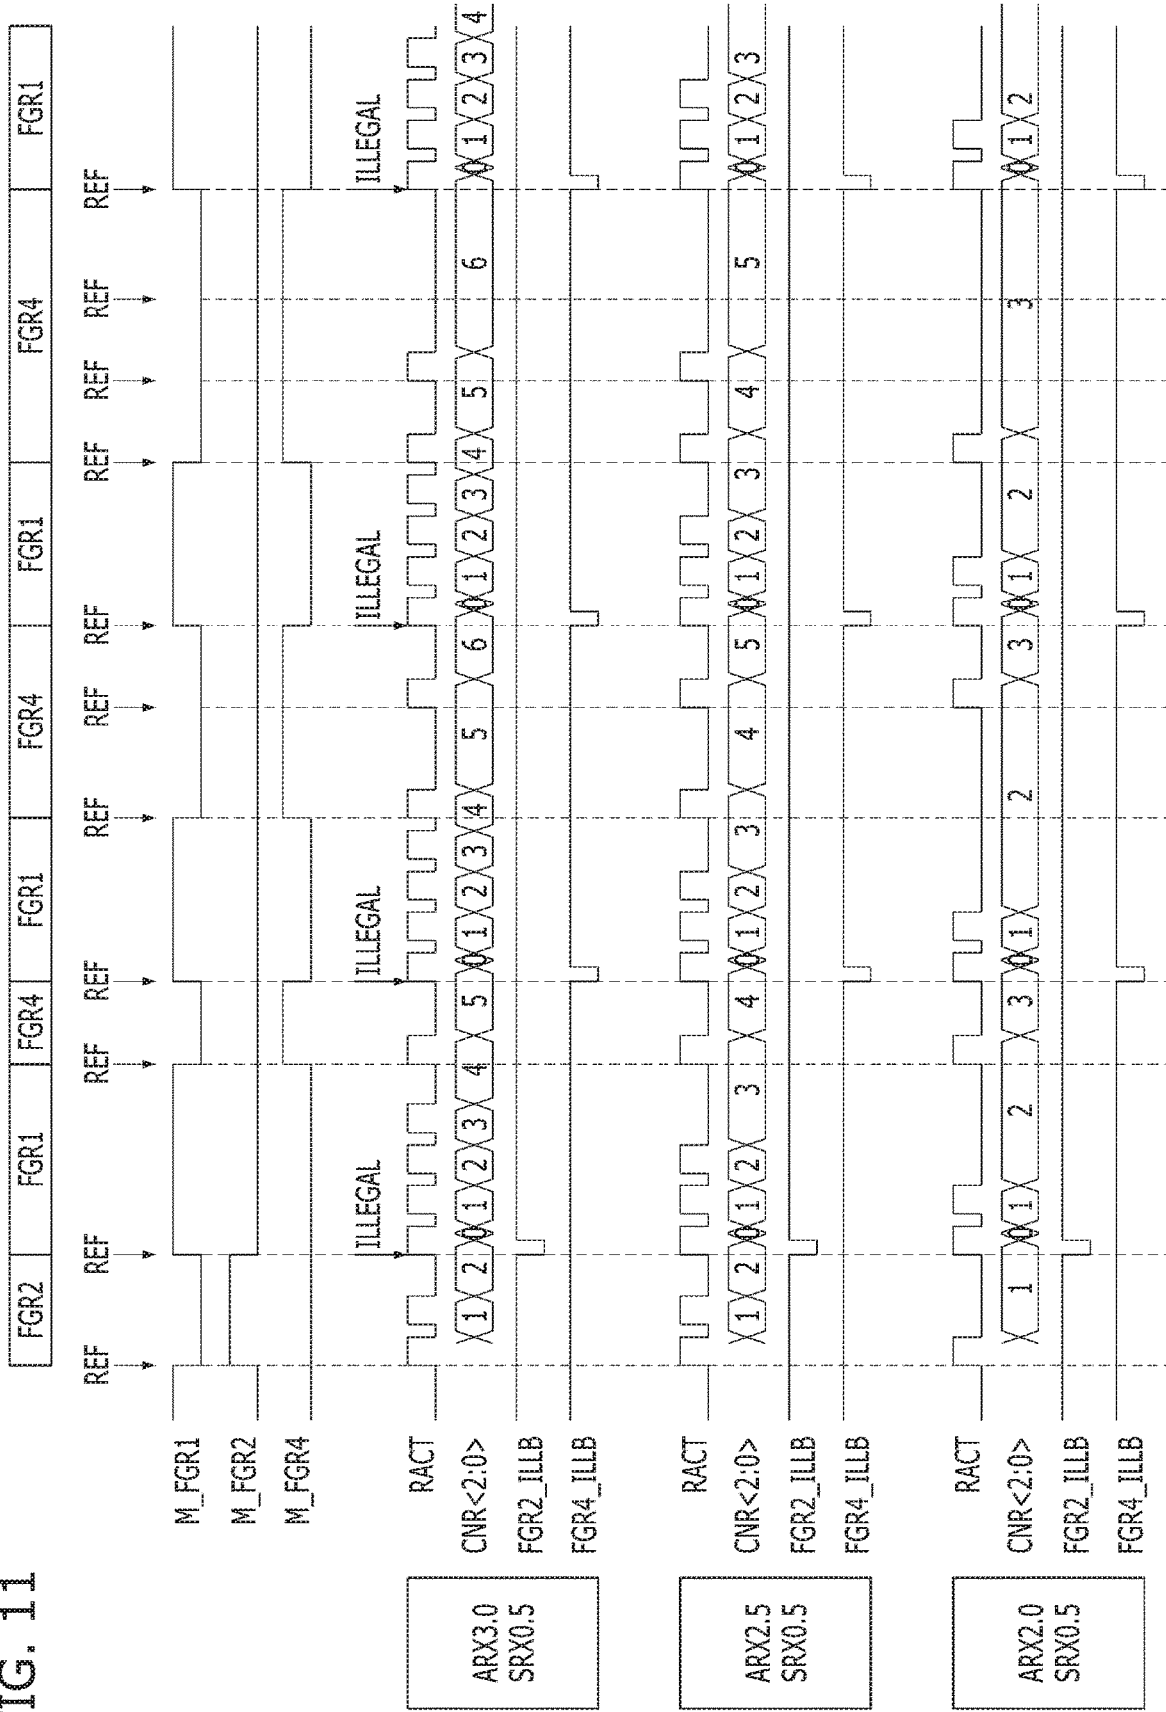 IG. 11
FGR2 FGR1 FGR4 FGR1 FGR4 FGR1 FGR4 FGR1
REF REF REF REF REF REF REF REF REF REF REF
M_FGR1
M_FGR2
M_FGR4
ILLEGAL ILLEGAL ILLEGAL ILLEGAL
ARX3.0
SRX0.5
RACT
CNR<2:0> 1 2 0 1 2 3 4 5 0 1 2 3 4 5 6 0 1 2 3 4 5 6 0 1 2 3 4
FGR2_ILLB
FGR4_ILLB
ARX2.5
SRX0.5
RACT
CNR<2:0> 1 2 0 1 2 3 4 0 1 2 3 4 5 0 1 2 3 4 5 0 1 2 3
FGR2_ILLB
FGR4_ILLB
ARX2.0
SRX0.5
RACT
CNR<2:0> 1 0 1 2 3 0 1 2 3 0 1 2 3 0 1 2
FGR2_ILLB
FGR4_ILLB